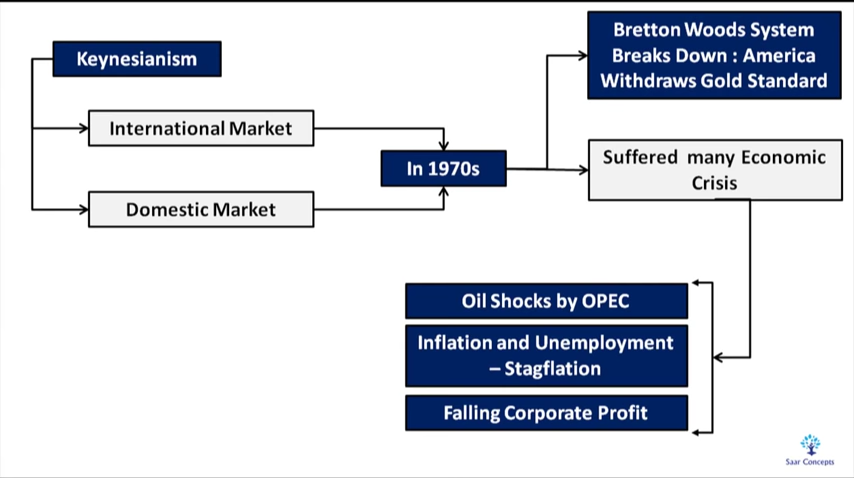 Keynesianism
International Market
Domestic Market
In 1970s
Bretton Woods System
Breaks Down : America
Withdraws Gold Standard
Suffered many Economic
Crisis
Oil Shocks by OPEC
Inflation and Unemployment
– Stagflation
Falling Corporate Profit
Saar Concepts